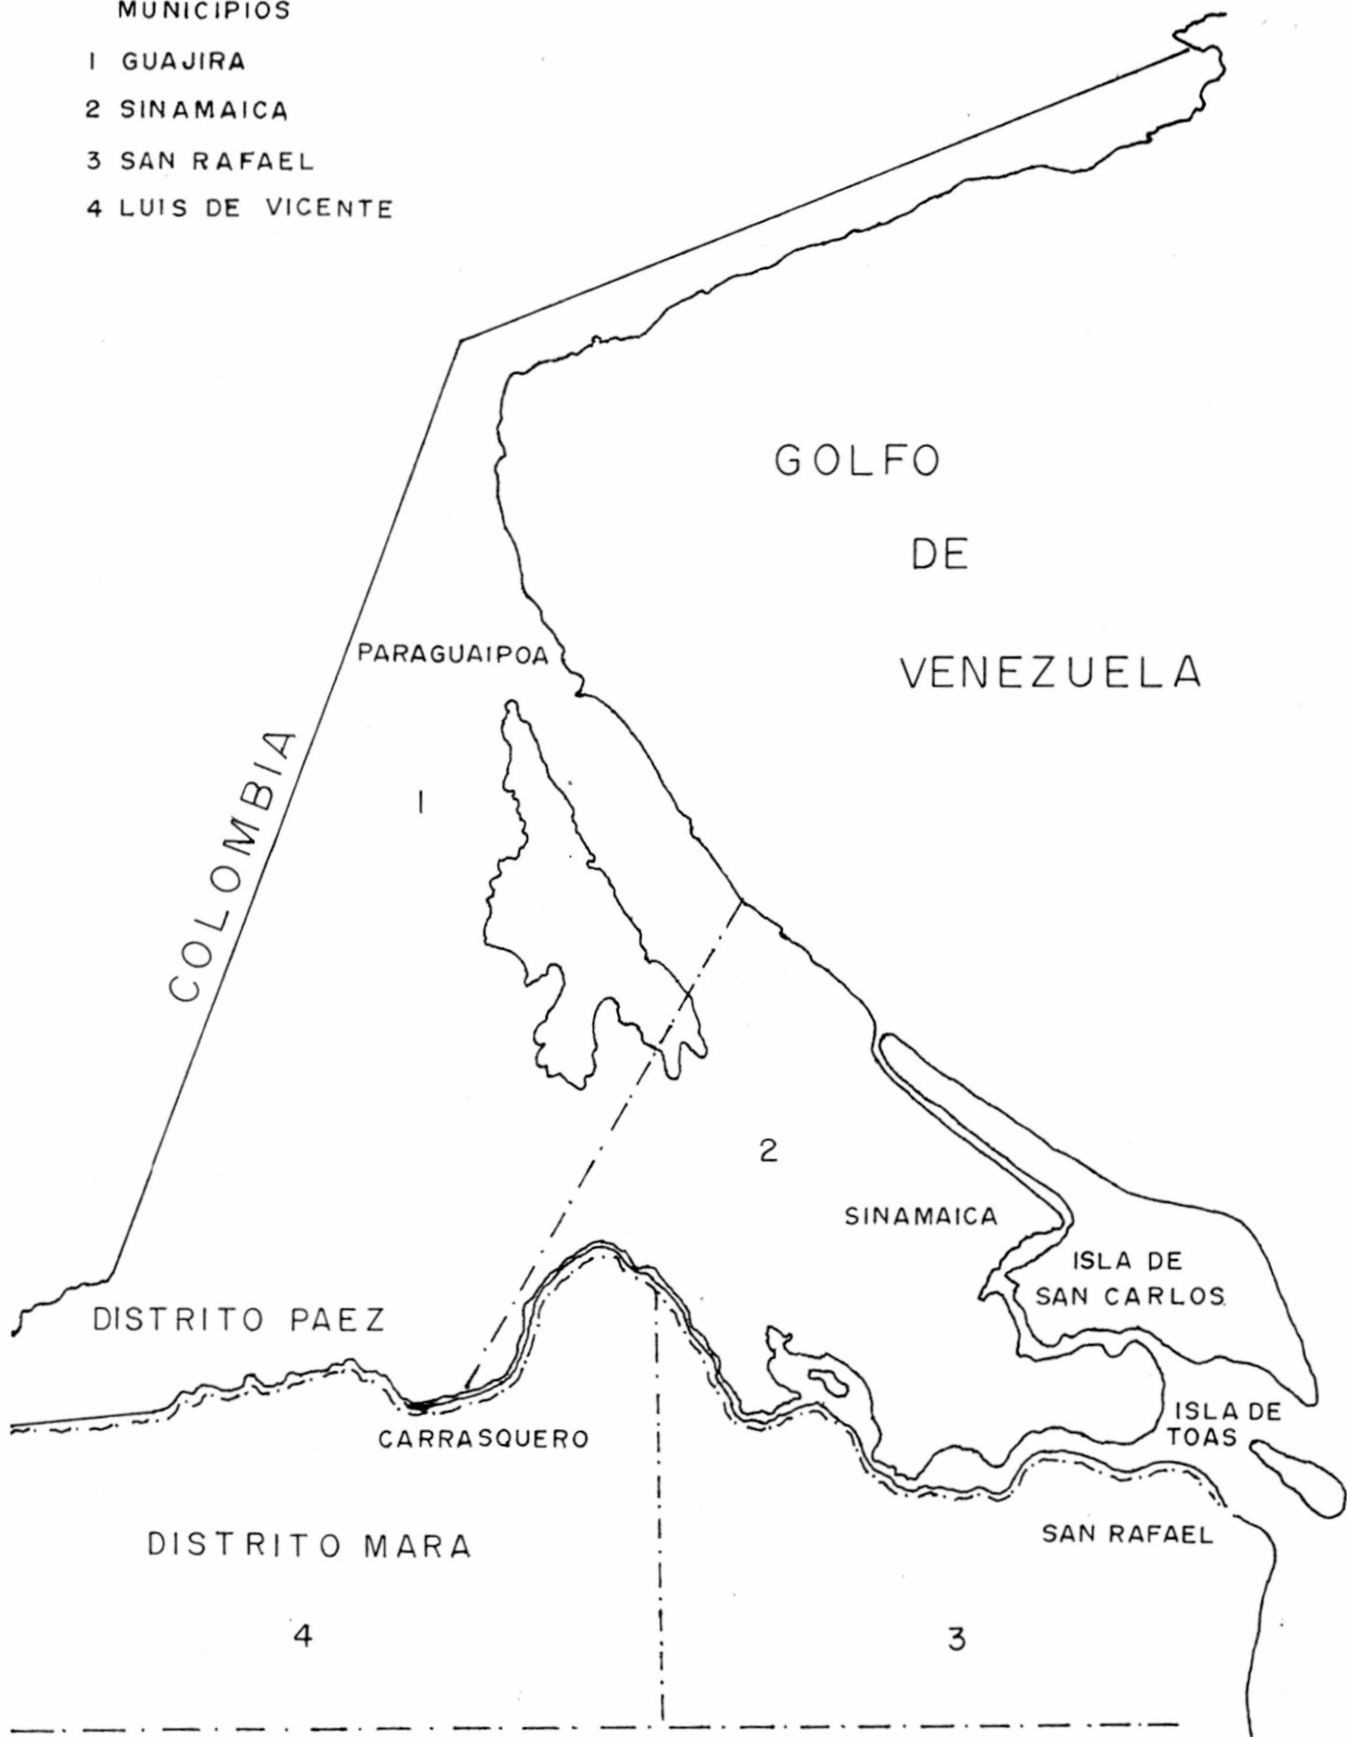 MUNICIPIOS
1 GUAJIRA
2 SINAMAICA
3 SAN RAFAEL
4 LUIS DE VICENTE
GOLFO
DE
VENEZUELA
PARAGUAIPOA
COLOMBIA
1
2
SINAMAICA
ISLA DE
SAN CARLOS
DISTRITO PAEZ
ISLA DE
TOAS
CARRASQUERO
SAN RAFAEL
DISTRITO MARA
4
3